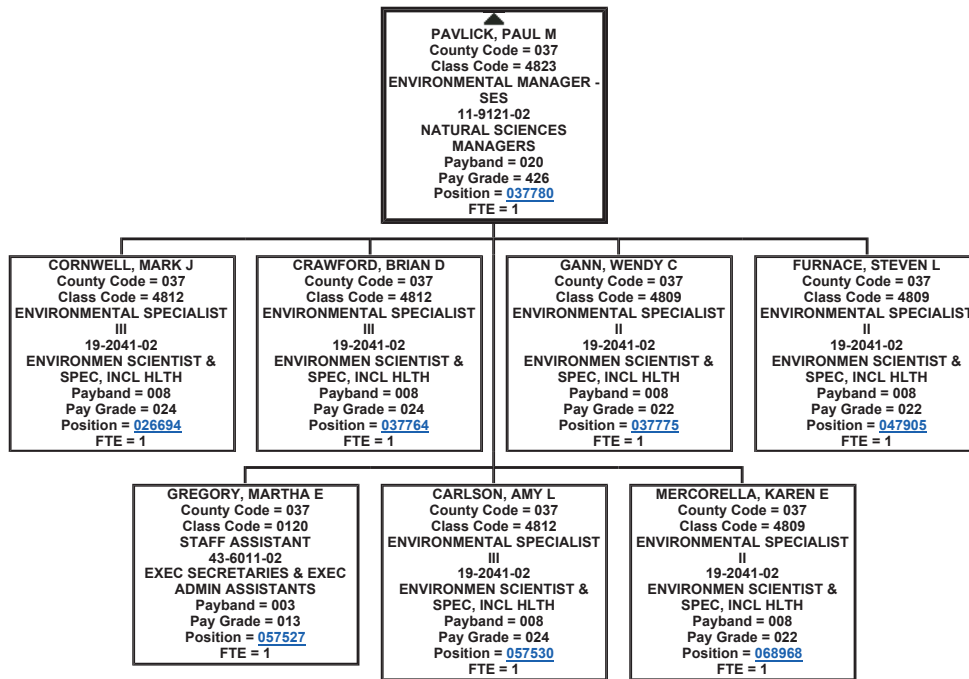 PAVLICK, PAUL M
County Code = 037
Class Code = 4823
ENVIRONMENTAL MANAGER -
SES
11-9121-02
NATURAL SCIENCES
MANAGERS
Payband = 020
Pay Grade = 426
Position = 037780
FTE = 1
CORNWELL, MARK J
County Code = 037
Class Code = 4812
ENVIRONMENTAL SPECIALIST
III
19-2041-02
ENVIRONMEN SCIENTIST &
SPEC, INCL HLTH
Payband = 008
Pay Grade = 024
Position = 026694
FTE = 1
CRAWFORD, BRIAN D
County Code = 037
Class Code = 4812
ENVIRONMENTAL SPECIALIST
III
19-2041-02
ENVIRONMEN SCIENTIST &
SPEC, INCL HLTH
Payband = 008
Pay Grade = 024
Position = 037764
FTE = 1
GANN, WENDY C
County Code = 037
Class Code = 4809
ENVIRONMENTAL SPECIALIST
II
19-2041-02
ENVIRONMEN SCIENTIST &
SPEC, INCL HLTH
Payband = 008
Pay Grade = 022
Position = 037775
FTE = 1
FURNACE, STEVEN L
County Code = 037
Class Code = 4809
ENVIRONMENTAL SPECIALIST
II
19-2041-02
ENVIRONMEN SCIENTIST &
SPEC, INCL HLTH
Payband = 008
Pay Grade = 022
Position = 047905
FTE = 1
GREGORY, MARTHA E
County Code = 037
Class Code = 0120
STAFF ASSISTANT
43-6011-02
EXEC SECRETARIES & EXEC
ADMIN ASSISTANTS
Payband = 003
Pay Grade = 013
Position = 057527
FTE = 1
CARLSON, AMY L
County Code = 037
Class Code = 4812
ENVIRONMENTAL SPECIALIST
III
19-2041-02
ENVIRONMEN SCIENTIST &
SPEC, INCL HLTH
Payband = 008
Pay Grade = 024
Position = 057530
FTE = 1
MERCORELLA, KAREN E
County Code = 037
Class Code = 4809
ENVIRONMENTAL SPECIALIST
II
19-2041-02
ENVIRONMEN SCIENTIST &
SPEC, INCL HLTH
Payband = 008
Pay Grade = 022
Position = 068968
FTE = 1